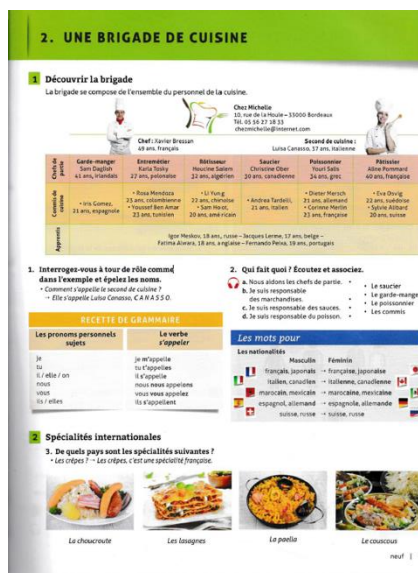 2. UNE BRIGADE DE CUISINE
1 Découvrir la brigade
La brigade se compose de l'ensemble du personnel de la cuisine.
Chez Michelle
10, rue de la Houle – 33000 Bordeaux
Tél. 05 56 27 18 33
chezmichelle@internet.com
Chef : Xavier Bressan
49 ans, français
Second de cuisine :
Luisa Canasso, 37 ans, italienne
Chefs de partie
Garde-manger
Sam Daglish
41 ans, irlandais
Entremétier
Karla Tosky
27 ans, polonaise
Rôtisseur
Houcine Salem
32 ans, algérien
Saucier
Christine Ober
30 ans, canadienne
Poissonnier
Youri Satis
34 ans, grec
Pâtissier
Aline Pommard
40 ans, française
Commis de cuisine
• Iris Gomez,
21 ans, espagnole
• Rosa Mendoza
23 ans, colombienne
• Youssef Ben Amar
23 ans, tunisien
• Li Yung
22 ans, chinoise
• Sam Hood,
20 ans, américain
• Andrea Tardelli,
21 ans, italien
• Dieter Mersch
21 ans, allemand
• Corinne Merlin
23 ans, française
• Eva Osvig
22 ans, suédoise
• Sylvie Abbard
20 ans, suisse
Apprentis
Igor Meskov, 18 ans, russe – Jacques Lerme, 17 ans, belge –
Fatima Alwara, 18 ans, anglaise – Fernando Peixa, 19 ans, portugais
1. Interrogez-vous à tour de rôle comme
dans l'exemple et épelez les noms.
• Comment s'appelle le second de cuisine ?
→ Elle s'appelle Luisa Canasso, C A N A S S O.
RECETTE DE GRAMMAIRE
Les pronoms personnels
sujets
Le verbe
s'appeler
je
tu
il / elle / on
nous
vous
ils / elles
je m'appelle
tu t'appelles
il s'appelle
nous nous appelons
vous vous appelez
ils s'appellent
2. Qui fait quoi ? Écoutez et associez.
a. Nous aidons les chefs de partie. •
b. Je suis responsable
des marchandises. •
c. Je suis responsable des sauces. •
d. Je suis responsable du poisson. •
• Le saucier
• Le garde-manger
• Le poissonnier
• Les commis
Les mots pour
Les nationalités
Masculin Féminin
français, japonais → française, japonaise
italien, canadien → italienne, canadienne
marocain, mexicain → marocaine, mexicaine
espagnol, allemand → espagnole, allemande
suisse, russe → suisse, russe
2 Spécialités internationales
3. De quels pays sont les spécialités suivantes ?
• Les crêpes ? → Les crêpes, c'est une spécialité française.
La choucroute
Les lasagnes
La paella
Le couscous
neuf |